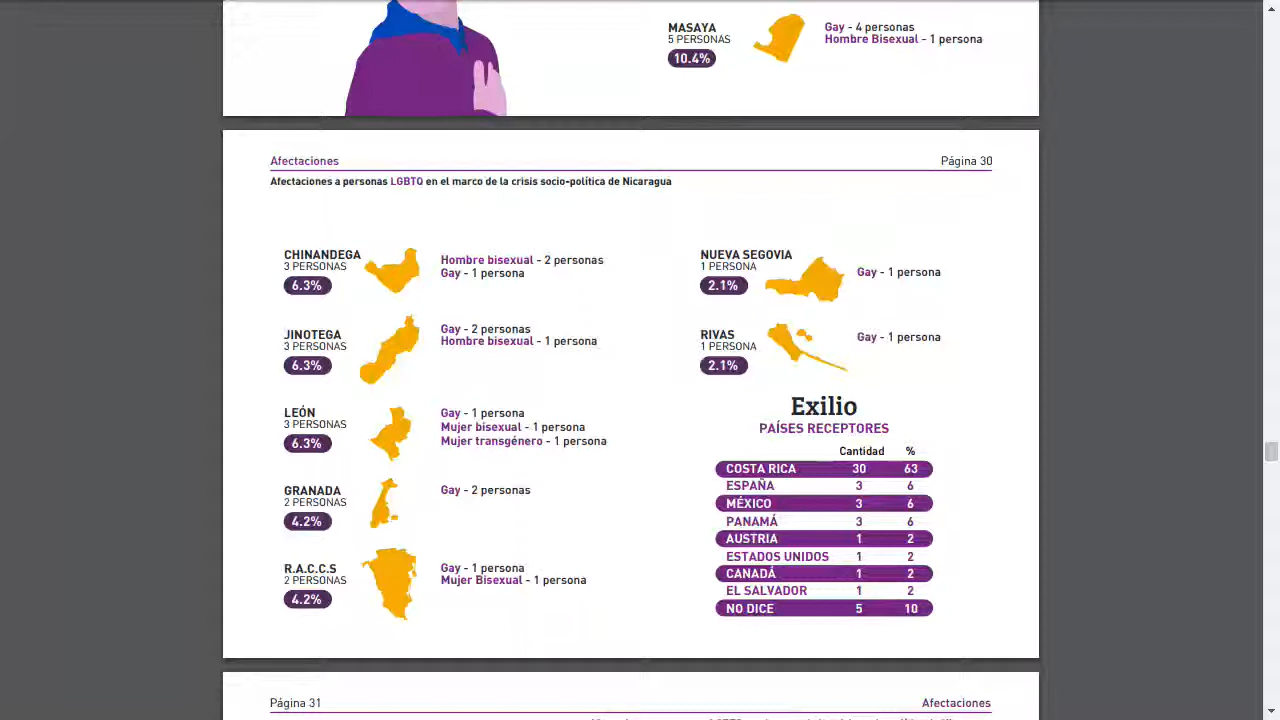 MASAYA
5 PERSONAS
10.4%
Gay - 4 personas
Hombre Bisexual - 1 persona
Afectaciones
Página 30
Afectaciones a personas LGBTQ en el marco de la crisis socio-política de Nicaragua
CHINANDEGA
3 PERSONAS
6.3%
Hombre bisexual - 2 personas
Gay - 1 persona
JINOTEGA
3 PERSONAS
6.3%
Gay - 2 personas
Hombre bisexual - 1 persona
LEÓN
3 PERSONAS
6.3%
Gay - 1 persona
Mujer bisexual - 1 persona
Mujer transgénero - 1 persona
GRANADA
2 PERSONAS
4.2%
Gay - 2 personas
R.A.C.C.S
2 PERSONAS
4.2%
Gay - 1 persona
Mujer Bisexual - 1 persona
NUEVA SEGOVIA
1 PERSONA
2.1%
Gay - 1 persona
RIVAS
1 PERSONA
2.1%
Gay - 1 persona
Exilio
PAÍSES RECEPTORES
Cantidad %
COSTA RICA 30 63
ESPAÑA 3 6
MÉXICO 3 6
PANAMÁ 3 6
AUSTRIA 1 2
ESTADOS UNIDOS 1 2
CANADÁ 1 2
EL SALVADOR 1 2
NO DICE 5 10
Página 31
Afectaciones